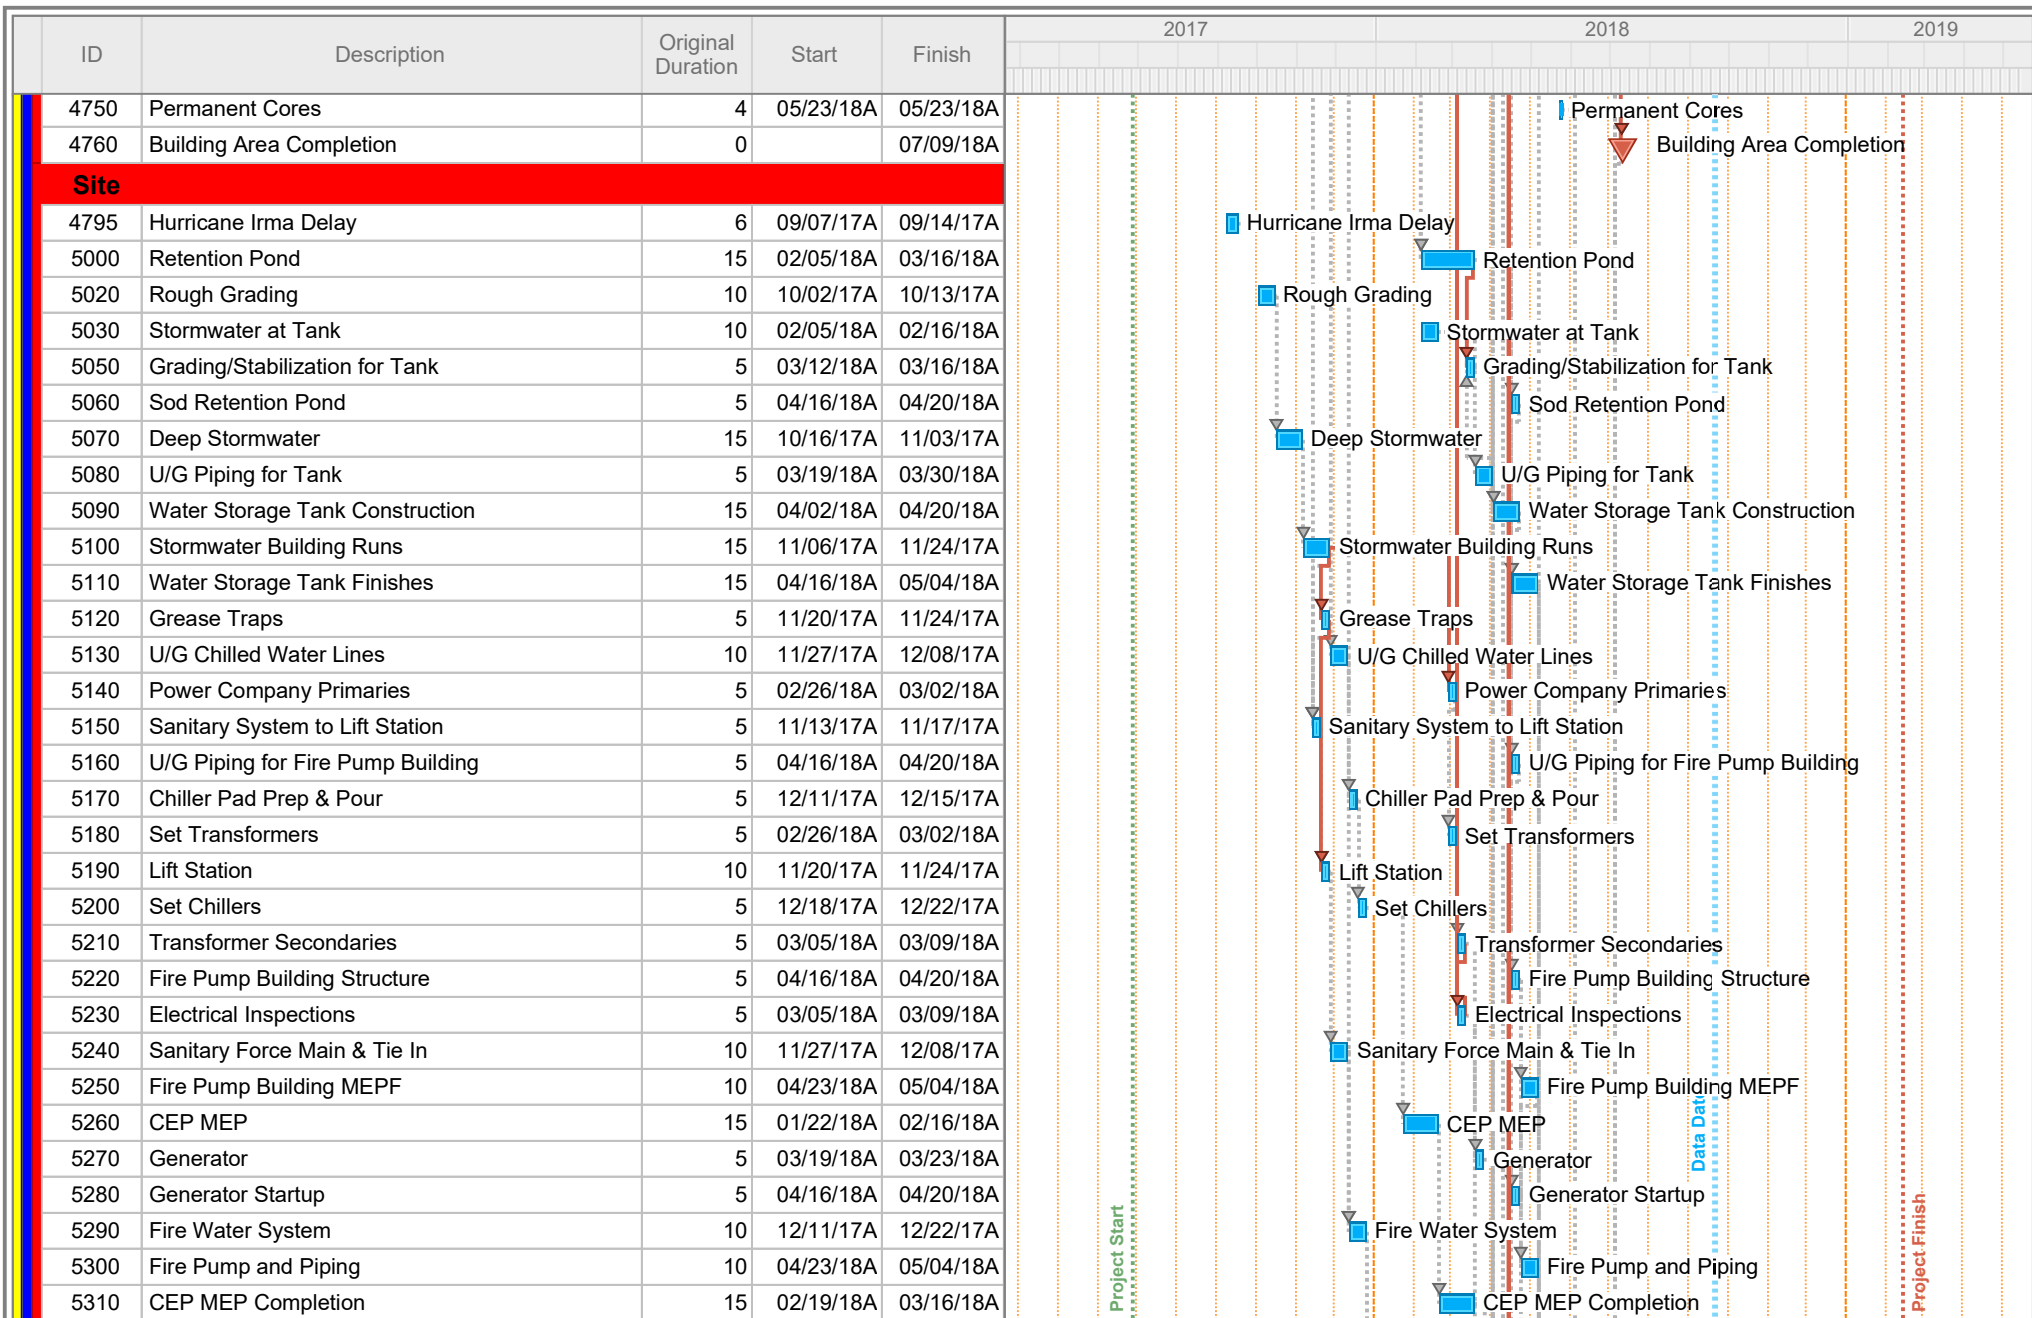 2017 2018 2019
ID Description Original Duration Start Finish
4750 Permanent Cores 4 05/23/18A 05/23/18A Permanent Cores
4760 Building Area Completion 0 07/09/18A Building Area Completion
Site
4795 Hurricane Irma Delay 6 09/07/17A 09/14/17A Hurricane Irma Delay
5000 Retention Pond 15 02/05/18A 03/16/18A Retention Pond
5020 Rough Grading 10 10/02/17A 10/13/17A Rough Grading
5030 Stormwater at Tank 10 02/05/18A 02/16/18A Stormwater at Tank
5050 Grading/Stabilization for Tank 5 03/12/18A 03/16/18A Grading/Stabilization for Tank
5060 Sod Retention Pond 5 04/16/18A 04/20/18A Sod Retention Pond
5070 Deep Stormwater 15 10/16/17A 11/03/17A Deep Stormwater
5080 U/G Piping for Tank 5 03/19/18A 03/30/18A U/G Piping for Tank
5090 Water Storage Tank Construction 15 04/02/18A 04/20/18A Water Storage Tank Construction
5100 Stormwater Building Runs 15 11/06/17A 11/24/17A Stormwater Building Runs
5110 Water Storage Tank Finishes 15 04/16/18A 05/04/18A Water Storage Tank Finishes
5120 Grease Traps 5 11/20/17A 11/24/17A Grease Traps
5130 U/G Chilled Water Lines 10 11/27/17A 12/08/17A U/G Chilled Water Lines
5140 Power Company Primaries 5 02/26/18A 03/02/18A Power Company Primaries
5150 Sanitary System to Lift Station 5 11/13/17A 11/17/17A Sanitary System to Lift Station
5160 U/G Piping for Fire Pump Building 5 04/16/18A 04/20/18A U/G Piping for Fire Pump Building
5170 Chiller Pad Prep & Pour 5 12/11/17A 12/15/17A Chiller Pad Prep & Pour
5180 Set Transformers 5 02/26/18A 03/02/18A Set Transformers
5190 Lift Station 10 11/20/17A 11/24/17A Lift Station
5200 Set Chillers 5 12/18/17A 12/22/17A Set Chillers
5210 Transformer Secondaries 5 03/05/18A 03/09/18A Transformer Secondaries
5220 Fire Pump Building Structure 5 04/16/18A 04/20/18A Fire Pump Building Structure
5230 Electrical Inspections 5 03/05/18A 03/09/18A Electrical Inspections
5240 Sanitary Force Main & Tie In 10 11/27/17A 12/08/17A Sanitary Force Main & Tie In
5250 Fire Pump Building MEPF 10 04/23/18A 05/04/18A Fire Pump Building MEPF
5260 CEP MEP 15 01/22/18A 02/16/18A CEP MEP
5270 Generator 5 03/19/18A 03/23/18A Generator
5280 Generator Startup 5 04/16/18A 04/20/18A Generator Startup
5290 Fire Water System 10 12/11/17A 12/22/17A Fire Water System
5300 Fire Pump and Piping 10 04/23/18A 05/04/18A Fire Pump and Piping
5310 CEP MEP Completion 15 02/19/18A 03/16/18A CEP MEP Completion
Project Start
Data Date
Project Finish